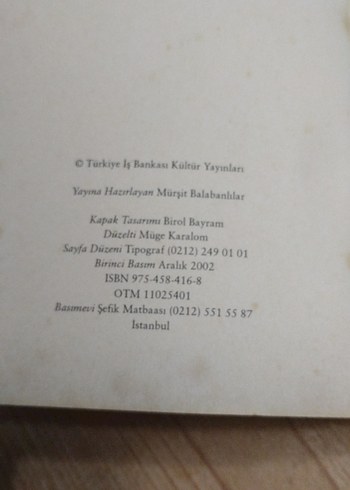 © Türkiye İş Bankası Kültür Yayınları
Yayına Hazırlayan Mürşit Balabanlılar
Kapak Tasarımı Birol Bayram
Düzelti Müge Karalom
Sayfa Düzeni Tipograf (0212) 249 01 01
Birinci Basım Aralık 2002
ISBN 975-458-416-8
OTM 11025401
Basımevi Şefik Matbaası (0212) 551 55 87
İstanbul